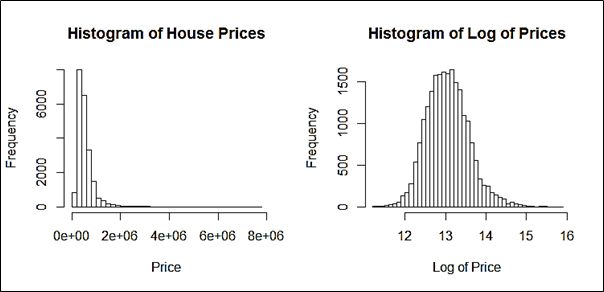 Histogram of House Prices
Frequency
6000
2000
0
0e+00 2e+06 4e+06 6e+06 8e+06
Price
Histogram of Log of Prices
Frequency
1500
1000
500
0
12 13 14 15 16
Log of Price